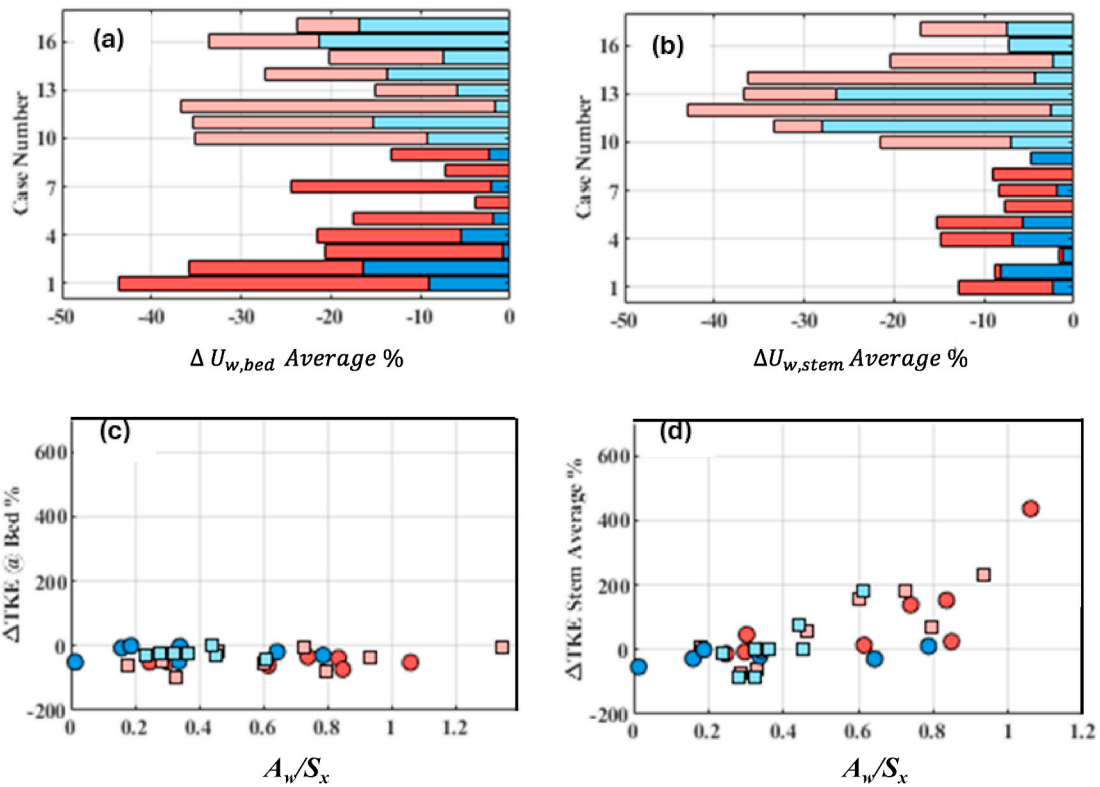 (a)
(b)
16
13
10
7
4
1
Case Number
-50 -40 -30 -20 -10 0
Δ U_{w,bed} Average %
16
13
10
7
4
1
Case Number
-50 -40 -30 -20 -10 0
ΔU_{w,stem} Average %
(c)
600
400
200
0
-200
ΔTKE @ Bed %
0 0.2 0.4 0.6 0.8 1 1.2
A_w/S_x
(d)
600
400
200
0
-200
ΔTKE Stem Average %
0 0.2 0.4 0.6 0.8 1 1.2
A_w/S_x